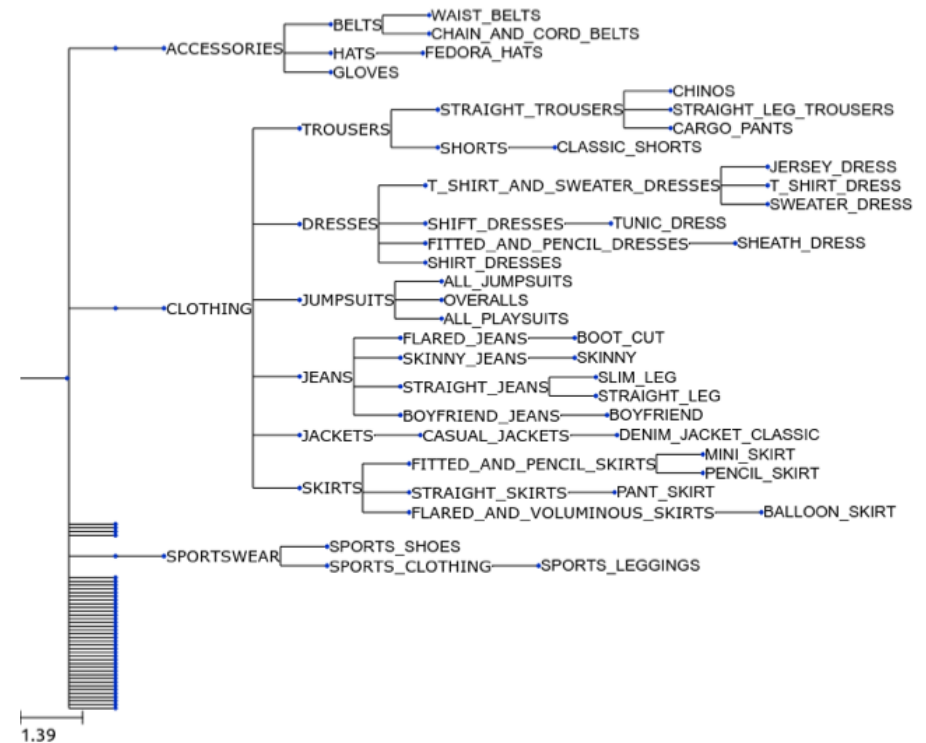 WAIST_BELTS
BELTS
CHAIN_AND_CORD_BELTS
ACCESSORIES
HATS
FEDORA_HATS
GLOVES
CHINOS
STRAIGHT_TROUSERS
STRAIGHT_LEG_TROUSERS
TROUSERS
CARGO_PANTS
SHORTS
CLASSIC_SHORTS
JERSEY_DRESS
T_SHIRT_AND_SWEATER_DRESSES
T_SHIRT_DRESS
SWEATER_DRESS
DRESSES
SHIFT_DRESSES
TUNIC_DRESS
FITTED_AND_PENCIL_DRESSES
SHEATH_DRESS
SHIRT_DRESSES
ALL_JUMPSUITS
JUMPSUITS
OVERALLS
CLOTHING
ALL_PLAYSUITS
FLARED_JEANS
BOOT_CUT
SKINNY_JEANS
SKINNY
JEANS
SLIM_LEG
STRAIGHT_JEANS
STRAIGHT_LEG
BOYFRIEND_JEANS
BOYFRIEND
JACKETS
CASUAL_JACKETS
DENIM_JACKET_CLASSIC
MINI_SKIRT
FITTED_AND_PENCIL_SKIRTS
PENCIL_SKIRT
SKIRTS
STRAIGHT_SKIRTS
PANT_SKIRT
FLARED_AND_VOLUMINOUS_SKIRTS
BALLOON_SKIRT
SPORTS_SHOES
SPORTSWEAR
SPORTS_CLOTHING
SPORTS_LEGGINGS
1.39